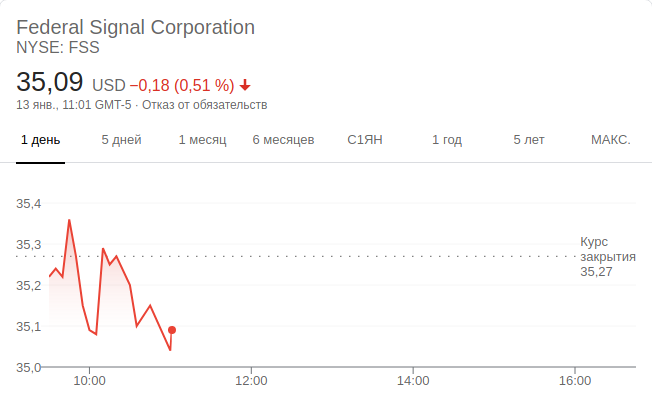 Federal Signal Corporation
NYSE: FSS
35,09 USD −0,18 (0,51 %)
13 янв., 11:01 GMT-5 · Отказ от обязательств
1 день 5 дней 1 месяц 6 месяцев С1ЯН 1 год 5 лет МАКС.
35,4
35,3
35,2
35,1
35,0
Курс
закрытия
35,27
10:00 12:00 14:00 16:00